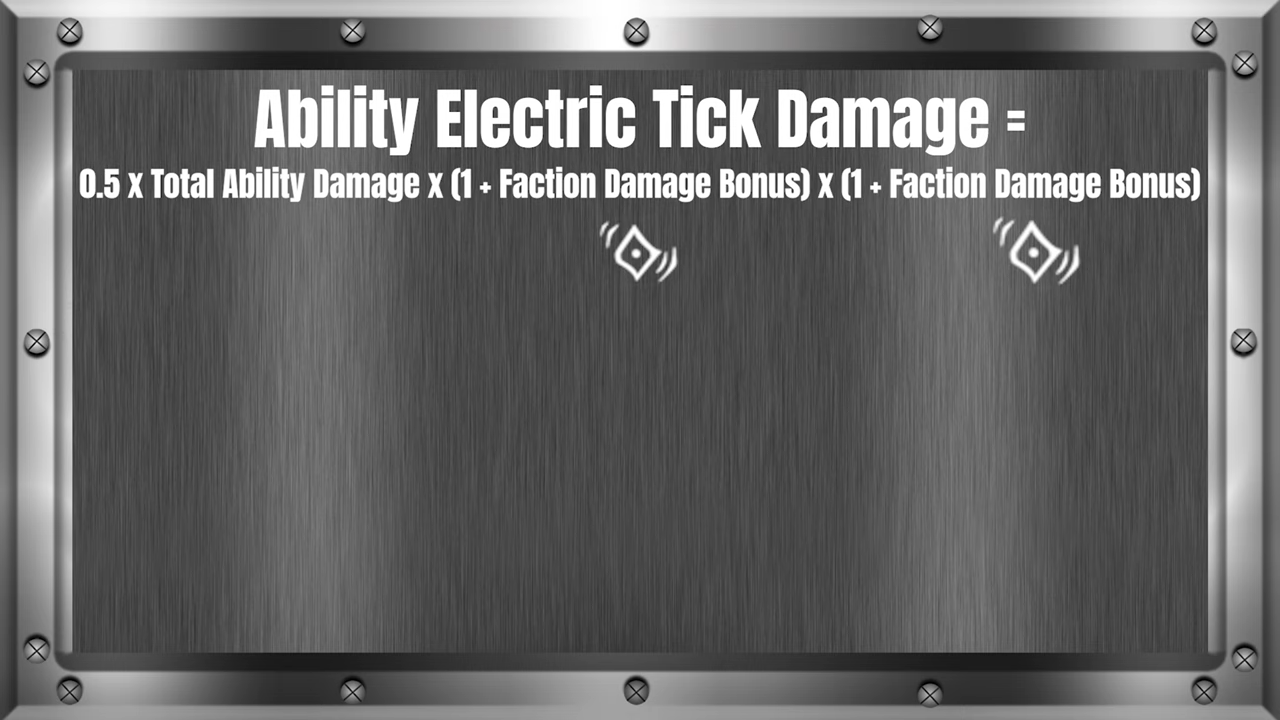 Ability Electric Tick Damage =
0.5 x Total Ability Damage x (1 + Faction Damage Bonus) x (1 + Faction Damage Bonus)